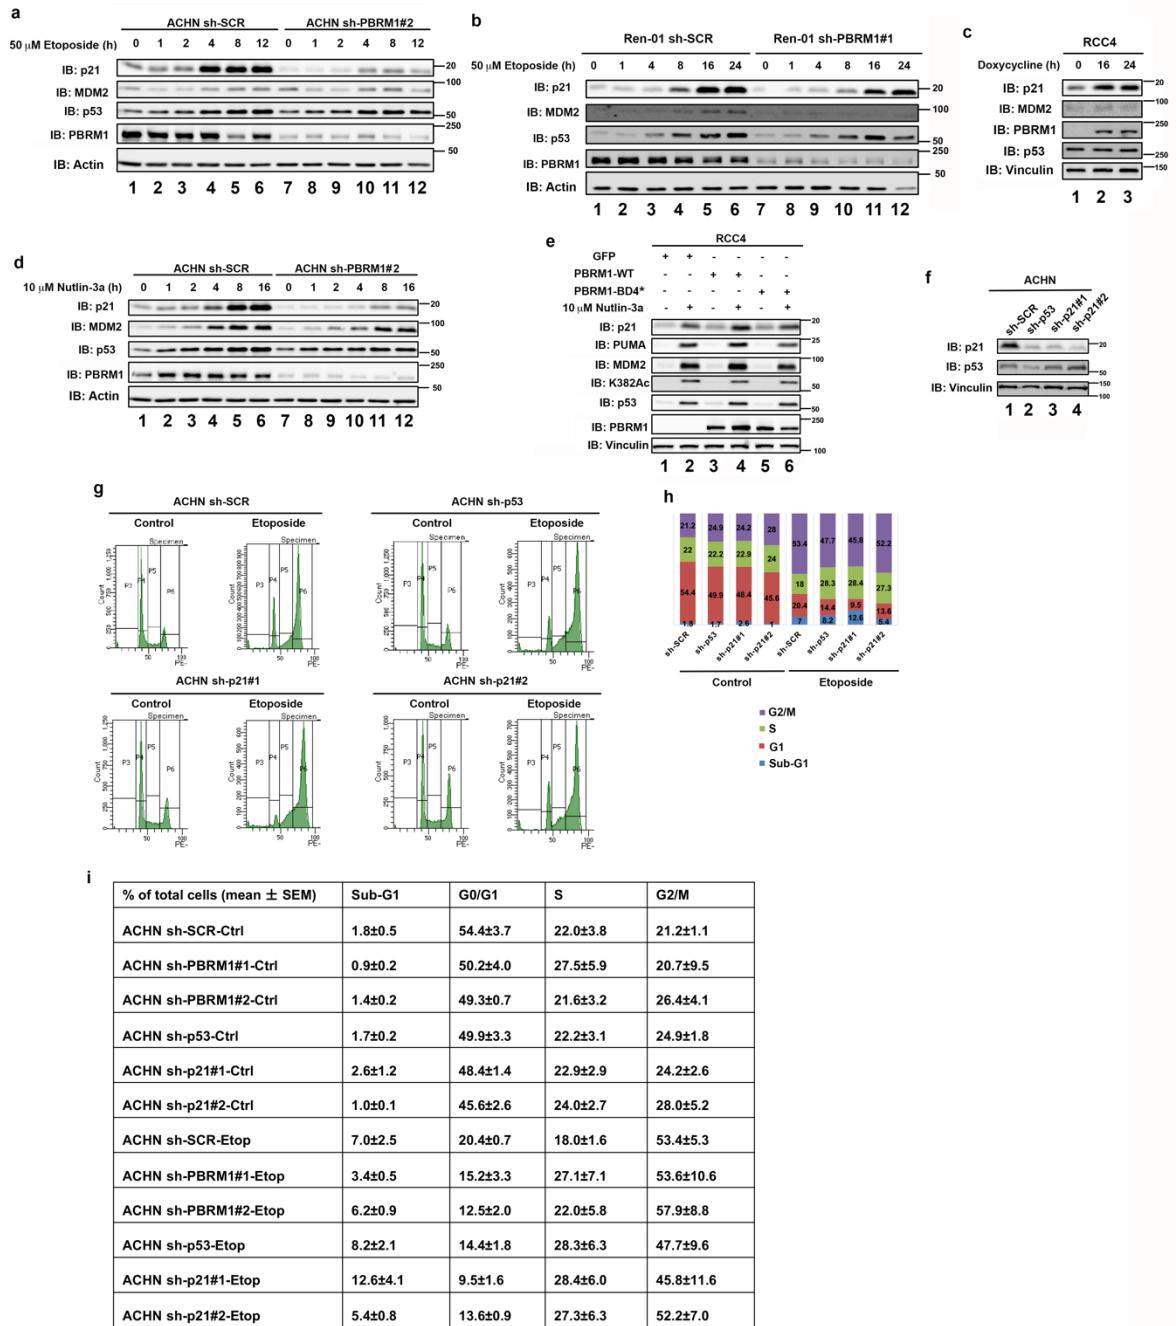 a
ACHN sh-SCR ACHN sh-PBRM1#2
50 µM Etoposide (h) 0 1 2 4 8 12 0 1 2 4 8 12
IB: p21 20
100
IB: MDM2
IB: p53 50
250
IB: PBRM1
50
IB: Actin
1 2 3 4 5 6 7 8 9 10 11 12
b
Ren-01 sh-SCR Ren-01 sh-PBRM1#1
50 µM Etoposide (h) 0 1 4 8 16 24 0 1 4 8 16 24
IB: p21 20
IB: MDM2 100
IB: p53 50
IB: PBRM1 250
50
IB: Actin
1 2 3 4 5 6 7 8 9 10 11 12
c
RCC4
Doxycycline (h) 0 16 24
IB: p21 20
IB: MDM2 100
IB: PBRM1 250
IB: p53 50
IB: Vinculin 150
1 2 3
d
ACHN sh-SCR ACHN sh-PBRM1#2
10 µM Nutlin-3a (h) 0 1 2 4 8 16 0 1 2 4 8 16
IB: p21 20
IB: MDM2 100
IB: p53 50
250
IB: PBRM1
50
IB: Actin
1 2 3 4 5 6 7 8 9 10 11 12
e
RCC4
GFP + + - - - -
PBRM1-WT - - + + - -
PBRM1-BD4* - - - - + +
10 µM Nutlin-3a - + - + - +
IB: p21 20
IB: PUMA 25
100
IB: MDM2
IB: K382Ac 50
IB: p53
50
IB: PBRM1 250
IB: Vinculin
100
1 2 3 4 5 6
f
ACHN
sh-SCR sh-p53 sh-p21#1 sh-p21#2
IB: p21 20
IB: p53 50
IB: Vinculin 150
100
1 2 3 4
g
ACHN sh-SCR ACHN sh-p53
Control Etoposide Control Etoposide
Specimen_ Specimen_ Specimen_ Specimen_
Count P3 P4 P5 P6
50 100
PE-
ACHN sh-p21#1 ACHN sh-p21#2
Control Etoposide Control Etoposide
Specimen_ Specimen_ Specimen_ Specimen_
Count P3 P4 P5 P6
50 100
PE-
h
21.2 24.9 24.2 28 53.4 47.7 45.8 52.2
22 22.2 22.9 24 18 28.3 28.4 27.3
54.4 49.9 48.4 45.6 20.4 14.4 9.5 13.6
1.8 1.7 2.6 1 7 8.2 12.6 5.4
sh-SCR sh-p53 sh-p21#1 sh-p21#2 sh-SCR sh-p53 sh-p21#1 sh-p21#2
Control Etoposide
G2/M
S
G1
Sub-G1
i
% of total cells (mean ± SEM) Sub-G1 G0/G1 S G2/M
ACHN sh-SCR-Ctrl 1.8±0.5 54.4±3.7 22.0±3.8 21.2±1.1
ACHN sh-PBRM1#1-Ctrl 0.9±0.2 50.2±4.0 27.5±5.9 20.7±9.5
ACHN sh-PBRM1#2-Ctrl 1.4±0.2 49.3±0.7 21.6±3.2 26.4±4.1
ACHN sh-p53-Ctrl 1.7±0.2 49.9±3.3 22.2±3.1 24.9±1.8
ACHN sh-p21#1-Ctrl 2.6±1.2 48.4±1.4 22.9±2.9 24.2±2.6
ACHN sh-p21#2-Ctrl 1.0±0.1 45.6±2.6 24.0±2.7 28.0±5.2
ACHN sh-SCR-Etop 7.0±2.5 20.4±0.7 18.0±1.6 53.4±5.3
ACHN sh-PBRM1#1-Etop 3.4±0.5 15.2±3.3 27.1±7.1 53.6±10.6
ACHN sh-PBRM1#2-Etop 6.2±0.9 12.5±2.0 22.0±5.8 57.9±8.8
ACHN sh-p53-Etop 8.2±2.1 14.4±1.8 28.3±6.3 47.7±9.6
ACHN sh-p21#1-Etop 12.6±4.1 9.5±1.6 28.4±6.0 45.8±11.6
ACHN sh-p21#2-Etop 5.4±0.8 13.6±0.9 27.3±6.3 52.2±7.0